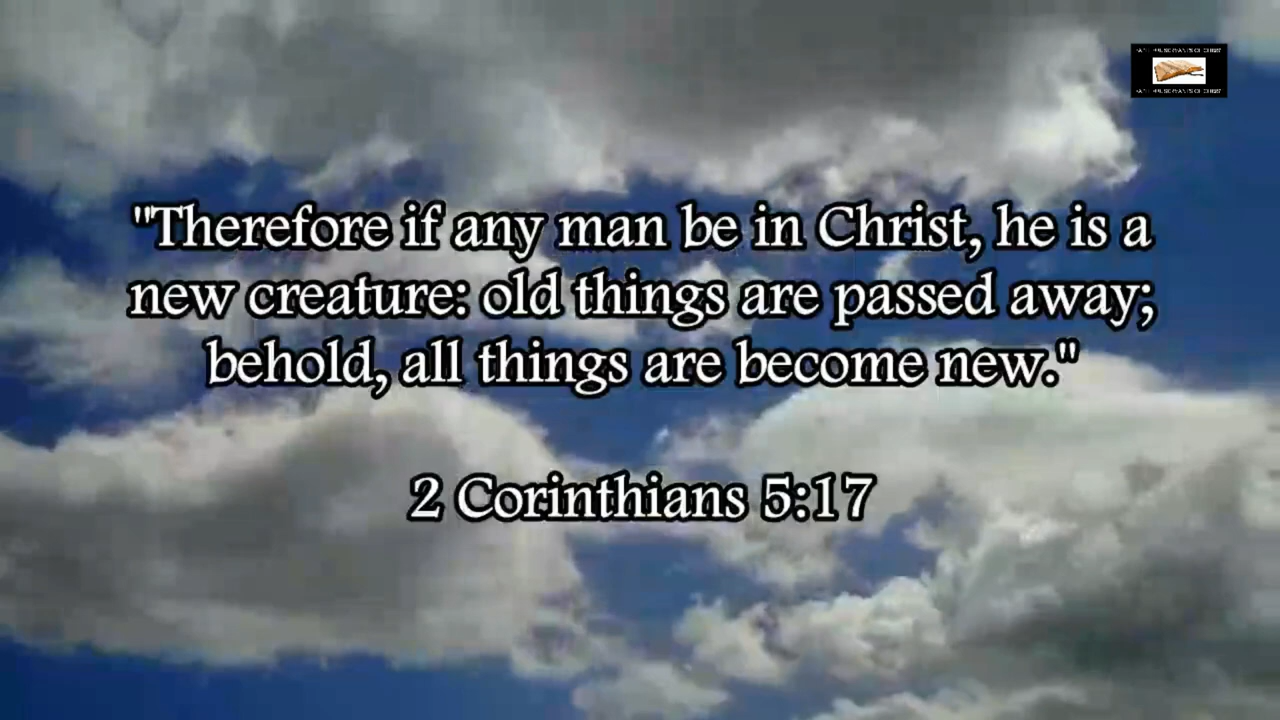 "Therefore if any man be in Christ, he is a
new creature: old things are passed away;
behold, all things are become new."
2 Corinthians 5:17